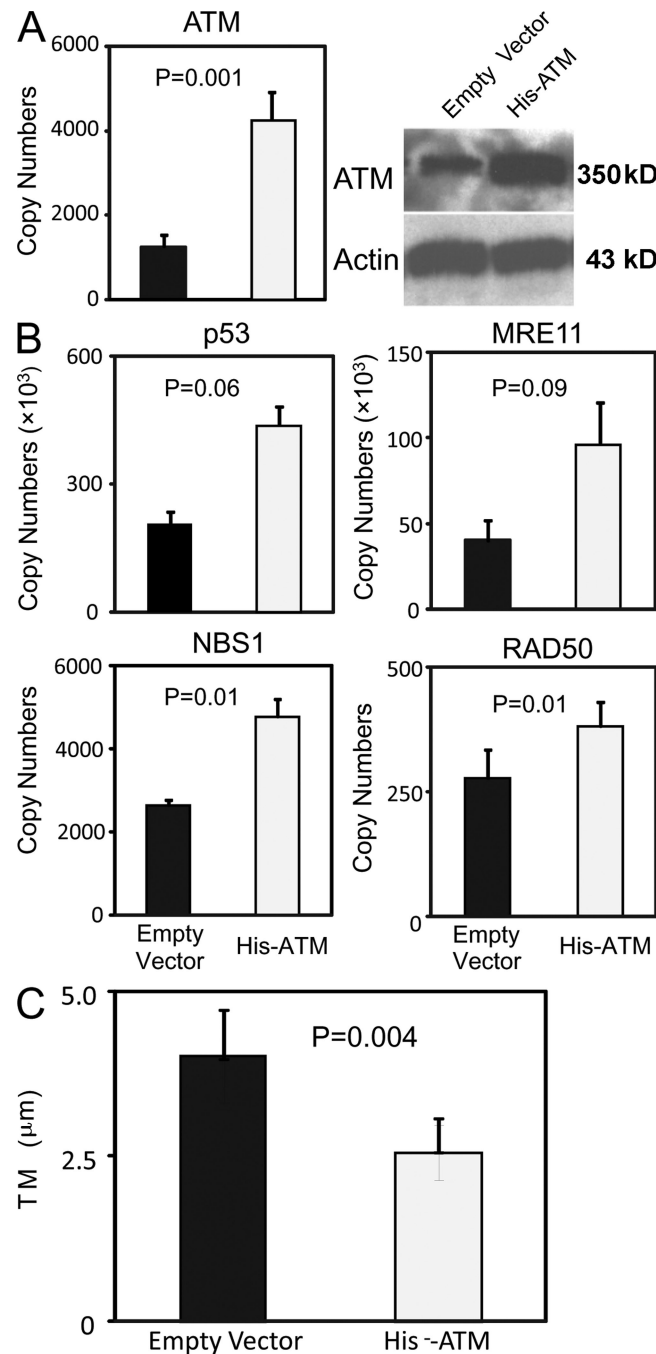 A
ATM
Copy Numbers
6000
4000
2000
0
P=0.001
Empty Vector
His-ATM
ATM
350kD
Actin
43 kD
B
p53
Copy Numbers (×10³)
600
300
0
P=0.06
MRE11
Copy Numbers (×10³)
150
100
50
0
P=0.09
NBS1
Copy Numbers
6000
4000
2000
0
P=0.01
Empty
Vector
His-ATM
RAD50
Copy Numbers
500
250
0
P=0.01
Empty
Vector
His-ATM
C
TM (μm)
5.0
2.5
0
P=0.004
Empty Vector
His--ATM